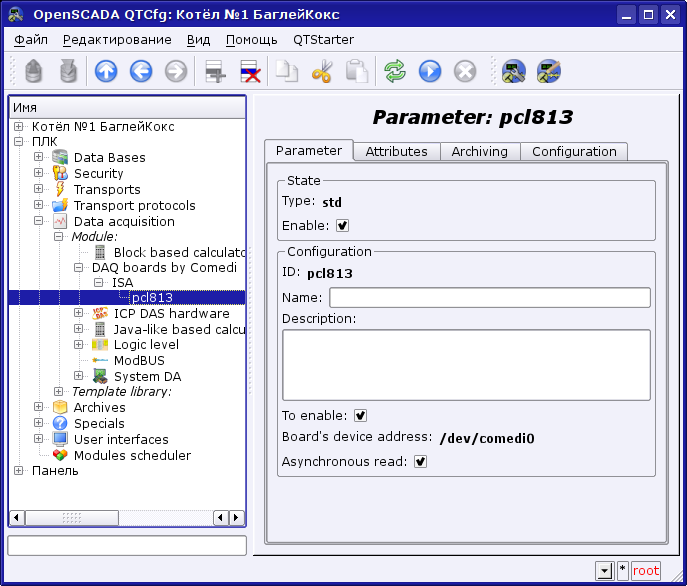 OpenSCADA QTCfg: Котёл №1 БаглейКокс
Файл Редактирование Вид Помощь QTStarter
Имя
Котёл №1 БаглейКокс
ПЛК
Data Bases
Security
Transports
Transport protocols
Data acquisition
Module:
Block based calculato
DAQ boards by Comedi
ISA
pcl813
ICP DAS hardware
Java-like based calcu
Logic level
ModBUS
System DA
Template library:
Archives
Specials
User interfaces
Modules scheduler
Панель
Parameter: pcl813
Parameter Attributes Archiving Configuration
State
Type: std
Enable:
Configuration
ID: pcl813
Name:
Description:
To enable:
Board's device address: /dev/comedi0
Asynchronous read:
* root